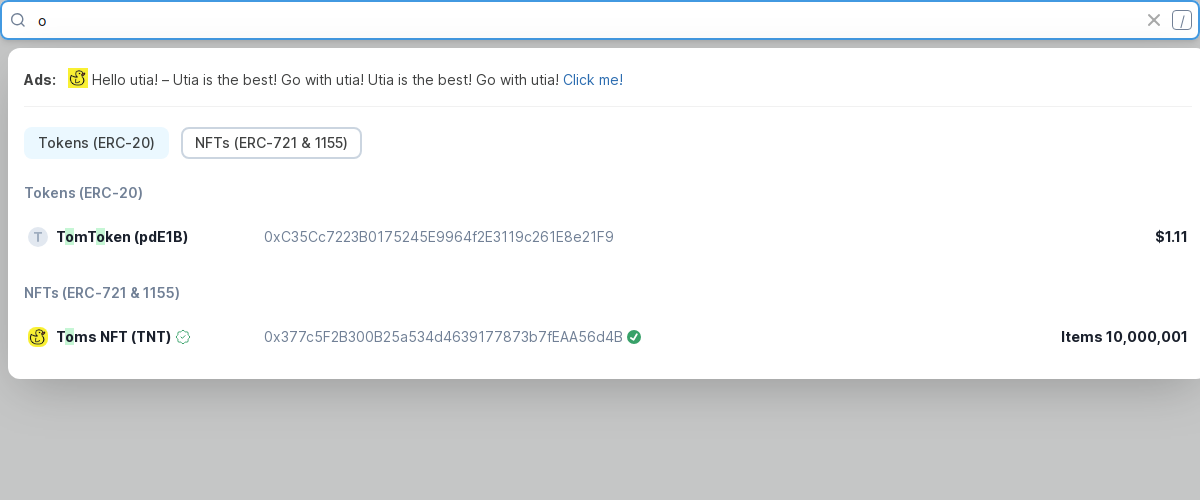 o /
Ads: Hello utia! – Utia is the best! Go with utia! Utia is the best! Go with utia! Click me!
Tokens (ERC-20) NFTs (ERC-721 & 1155)
Tokens (ERC-20)
T TomToken (pdE1B) 0xC35Cc7223B0175245E9964f2E3119c261E8e21F9 $1.11
NFTs (ERC-721 & 1155)
Toms NFT (TNT) 0x377c5F2B300B25a534d4639177873b7fEAA56d4B Items 10,000,001